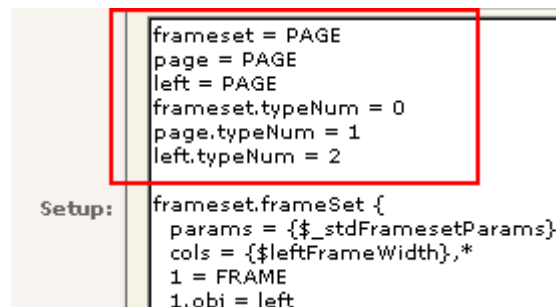 frameset = PAGE
page = PAGE
left = PAGE
frameset.typeNum = 0
page.typeNum = 1
left.typeNum = 2
Setup:
frameset.frameSet {
params = {$_stdFramesetParams}
cols = {$leftFrameWidth},*
1 = FRAME
1.obj = left